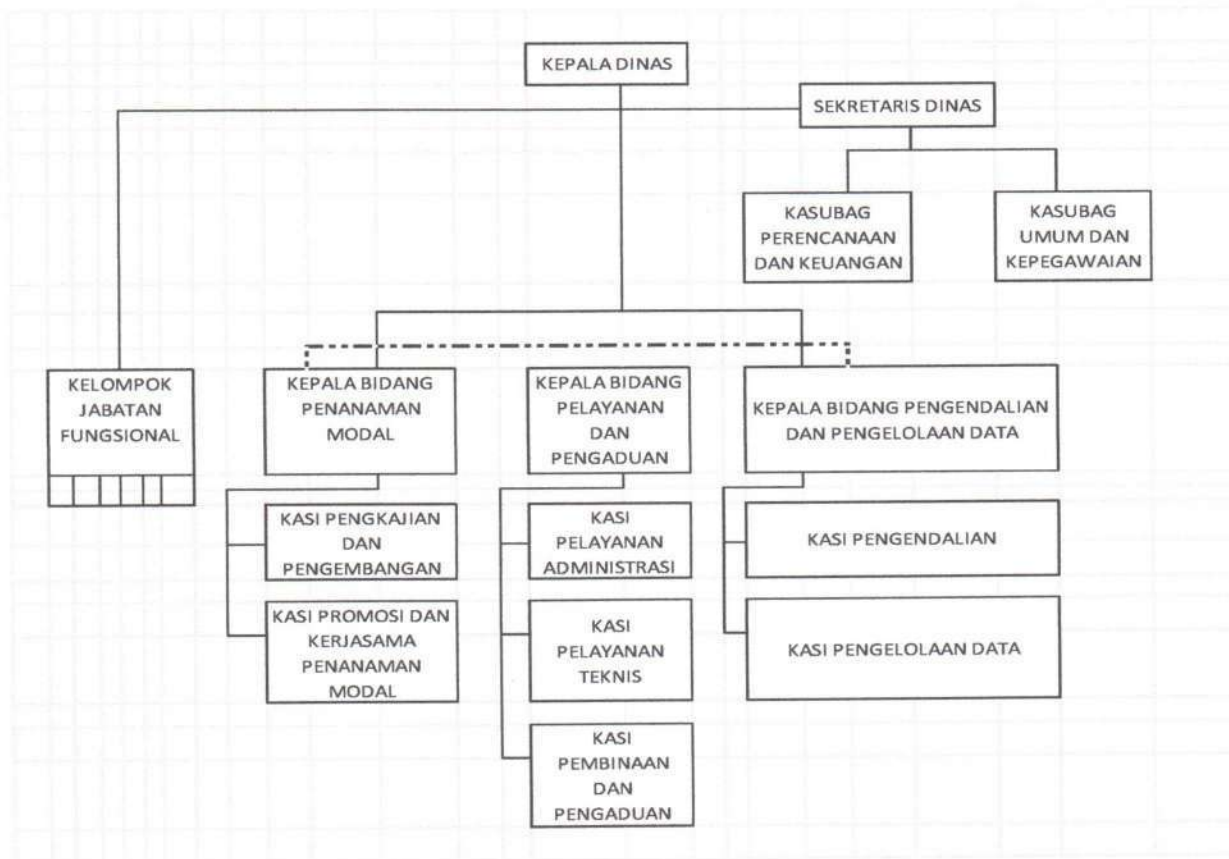 KEPALA DINAS
SEKRETARIS DINAS
KASUBAG
PERENCANAAN
DAN KEUANGAN
KASUBAG
UMUM DAN
KEPEGAWAIAN
KELOMPOK
JABATAN
FUNGSIONAL
KEPALA BIDANG
PENANAMAN
MODAL
KEPALA BIDANG
PELAYANAN
DAN
PENGADUAN
KEPALA BIDANG PENGENDALIAN
DAN PENGELOLAAN DATA
KASI PENGKAJIAN
DAN
PENGEMBANGAN
KASI PROMOSI DAN
KERJASAMA
PENANAMAN
MODAL
KASI
PELAYANAN
ADMINISTRASI
KASI
PELAYANAN
TEKNIS
KASI
PEMBINAAN
DAN
PENGADUAN
KASI PENGENDALIAN
KASI PENGELOLAAN DATA